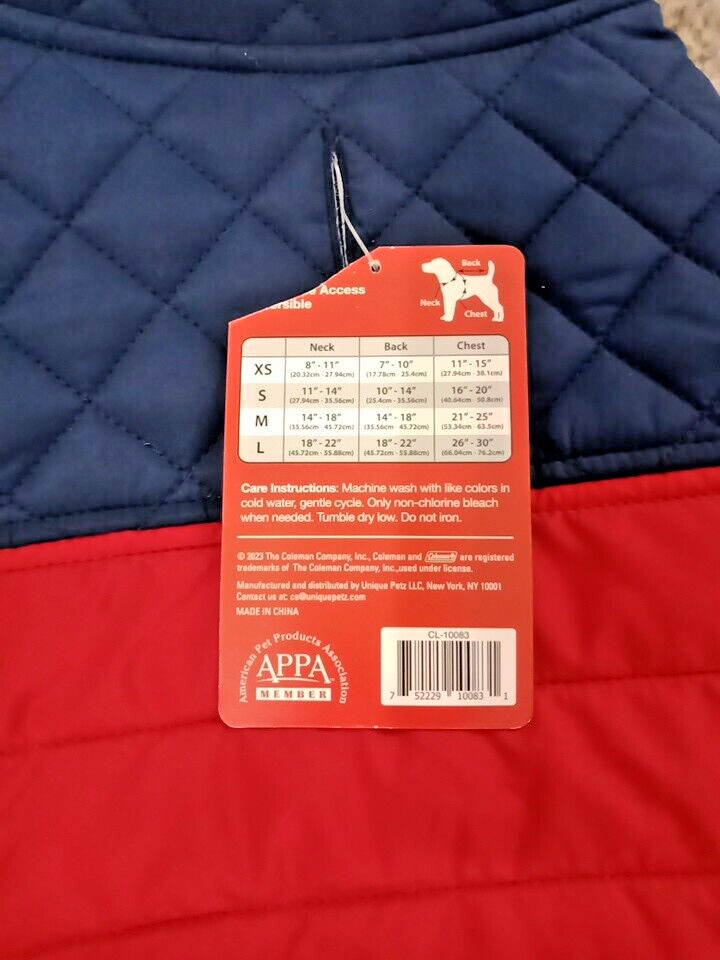 Access
ersible
Back
Neck
Chest
Neck Back Chest
XS 8" - 11" 7" - 10" 11" - 15"
(20.32cm - 27.94cm) (17.78cm - 25.4cm) (27.94cm - 38.1cm)
S 11" - 14" 10" - 14" 16" - 20"
(27.94cm - 35.56cm) (25.4cm - 35.56cm) (40.64cm - 50.8cm)
M 14" - 18" 14" - 18" 21" - 25"
(35.56cm - 45.72cm) (35.56cm - 45.72cm) (53.34cm - 63.5cm)
L 18" - 22" 18" - 22" 26" - 30"
(45.72cm - 55.88cm) (45.72cm - 55.88cm) (66.04cm - 76.2cm)
Care Instructions: Machine wash with like colors in
cold water, gentle cycle. Only non-chlorine bleach
when needed. Tumble dry low. Do not iron.
© 2023 The Coleman Company, Inc., Coleman and Coleman® are registered
trademarks of The Coleman Company, Inc.,used under license.
Manufactured and distributed by Unique Petz LLC, New York, NY 10001
Contact us at: cs@uniquepetz.com
MADE IN CHINA
American Pet Products Association
APPA
MEMBER
CL-10083
7 52229 10083 1